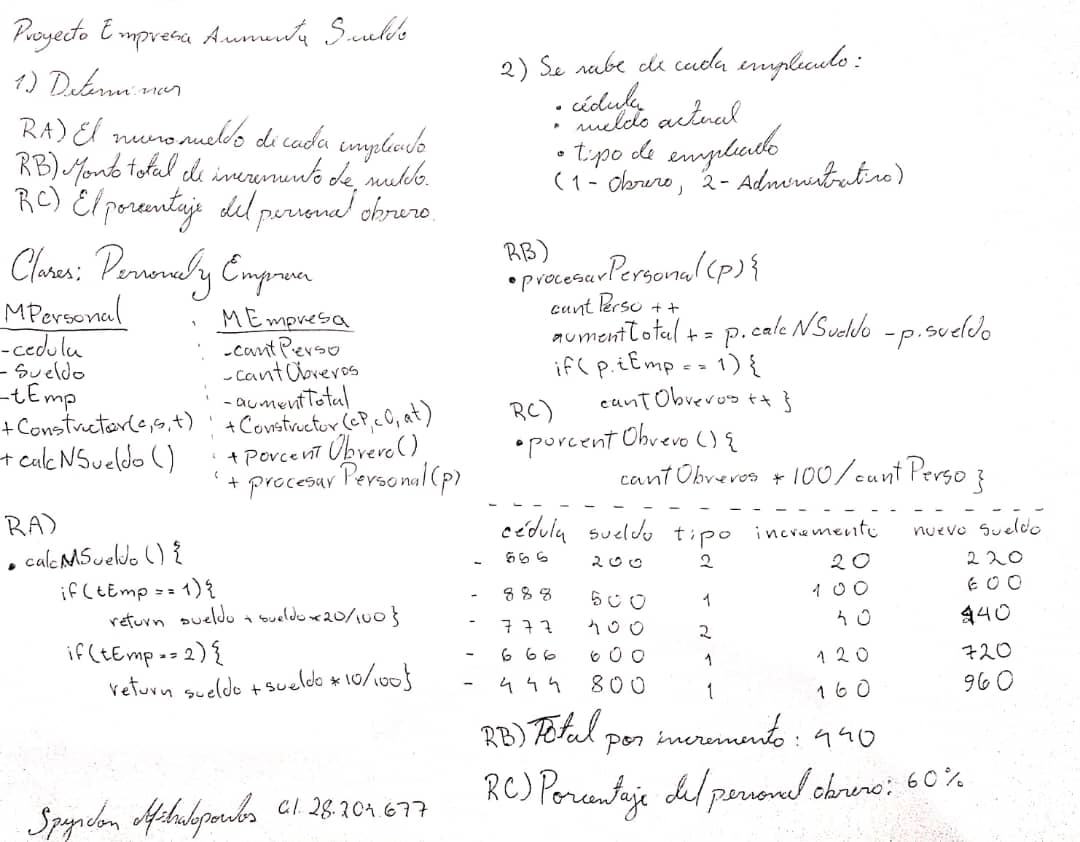 Proyecto Empresa Aumenta Sueldo
1) Determinar
RA) El nuevo sueldo de cada empleado
RB) Monto total de incremento de sueldo.
RC) El porcentaje del personal obrero.
Clases: Personal y Empresa
MPersonal
-cedula
-Sueldo
-tEmp
+Constructor(c,s,t)
+calcNSueldo()
MEmpresa
-cantPerso
-cantObreros
-aumentTotal
+Constructor(cP,cO,at)
+porcentObrero()
+procesarPersonal(p)
RA)
• calcNSueldo(){
if(tEmp==1){
return sueldo + sueldo*20/100}
if(tEmp==2){
return sueldo + sueldo * 10/100}
Spyridon Mihalopoulos
2) Se sabe de cada empleado:
• cédula
• sueldo actual
• tipo de empleado
(1- Obrero, 2- Administrativo)
RB)
• procesarPersonal(p){
cantPerso ++
aumentTotal += p.calcNSueldo - p.sueldo
if(p.tEmp == 1){
cantObreros ++ }
RC)
• porcentObrero(){
cantObreros * 100/cantPerso }
cédula sueldo tipo incremento nuevo sueldo
- 200 2 20 220
- 888 500 1 100 600
- 777 400 2 40 440
- 666 600 1 120 720
- 444 800 1 160 960
RB) Total por incremento: 440
RC) Porcentaje del personal obrero: 60%